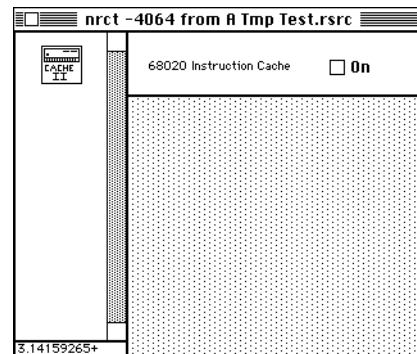 nrct -4064 from A Tmp Test.rsrc
CACHE
II
68020 Instruction Cache
On
3.14159265+